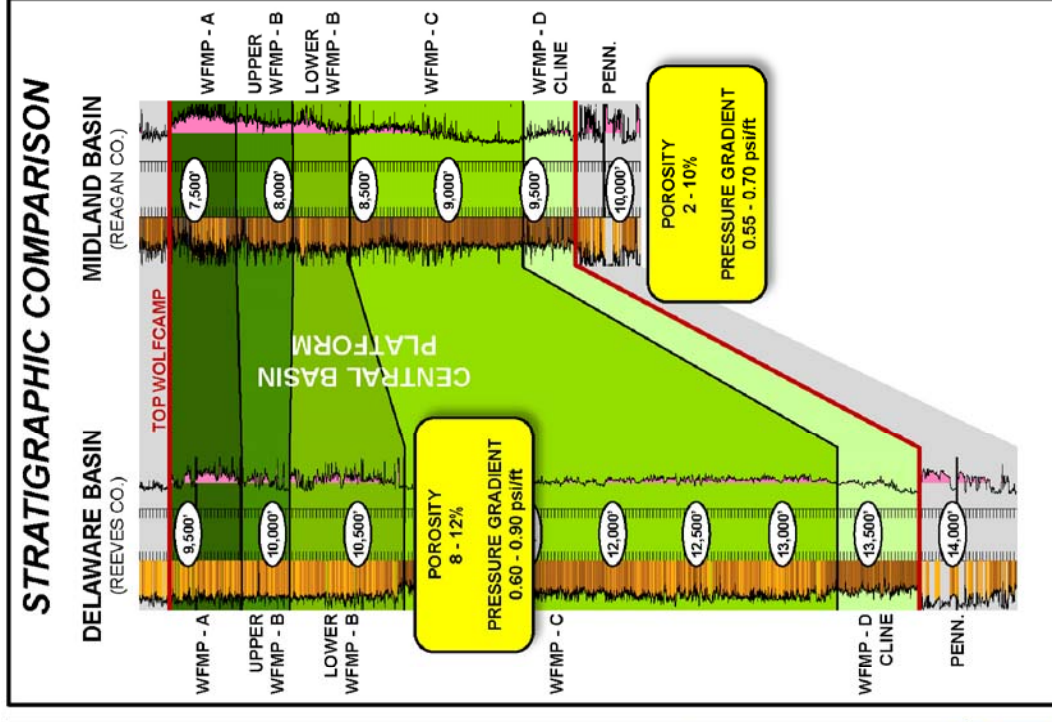 STRATIGRAPHIC COMPARISON
DELAWARE BASIN
(REEVES CO.)
MIDLAND BASIN
(REAGAN CO.)
TOP WOLFCAMP
WFMP - A
UPPER
WFMP - B
LOWER
WFMP - B
WFMP - C
WFMP - D
CLINE
PENN.
9,500'
10,000'
10,500'
12,000'
12,500'
13,000'
13,500'
14,000'
POROSITY
8 - 12%
PRESSURE GRADIENT
0.60 - 0.90 psi/ft
CENTRAL BASIN
PLATFORM
7,500'
8,000'
8,500'
9,000'
9,500'
10,000'
WFMP - A
UPPER
WFMP - B
LOWER
WFMP - B
WFMP - C
WFMP - D
CLINE
PENN.
POROSITY
2 - 10%
PRESSURE GRADIENT
0.55 - 0.70 psi/ft